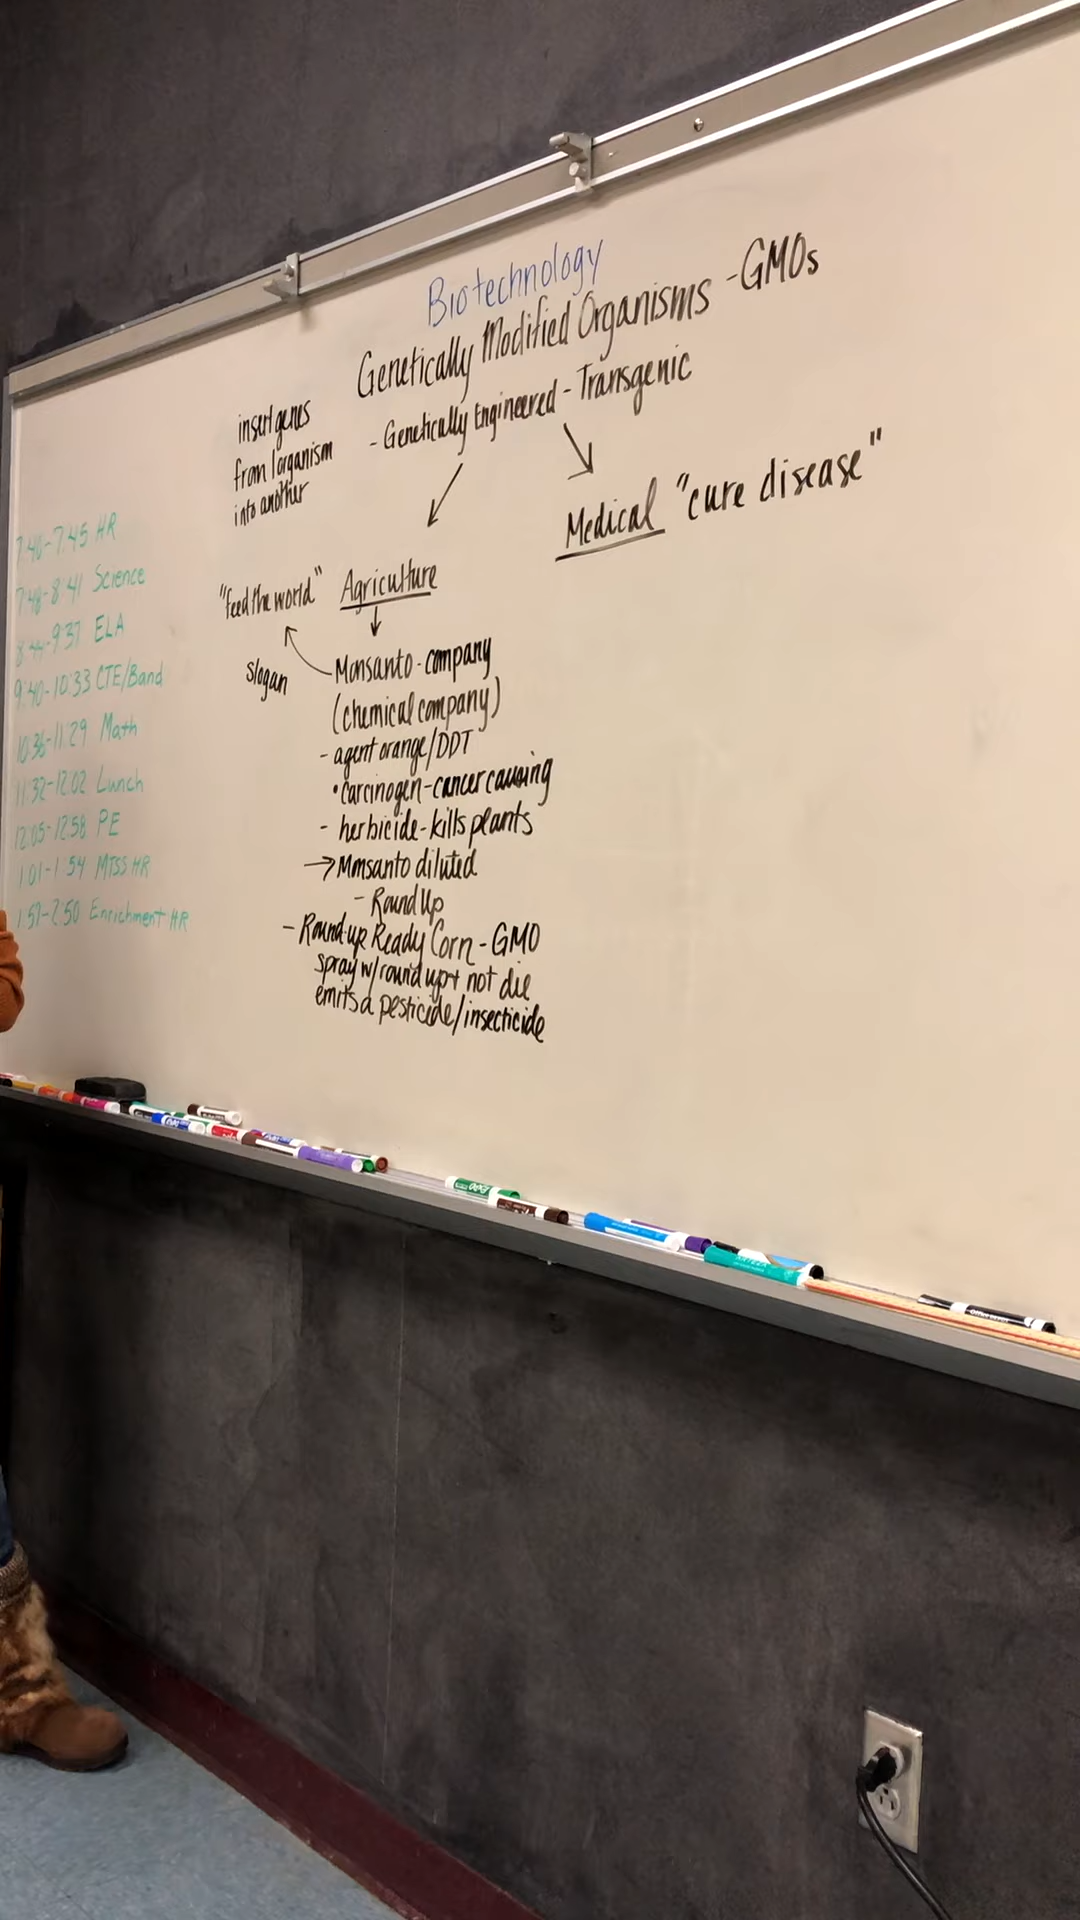 Biotechnology
Genetically Modified Organisms - GMOs
- Genetically Engineered - Transgenic
insert genes
from 1 organism
into another
Medical "cure disease"
"feed the world" Agriculture
slogan
Monsanto - company
(chemical company)
- agent orange/DDT
• carcinogen - cancer causing
- herbicide - kills plants
→ Monsanto diluted
- Round Up
- Round-up Ready Corn - GMO
spray w/ round up + not die
emits a pesticide/insecticide
7:40-7:45 HR
7:48-8:41 Science
8:44-9:37 ELA
9:40-10:33 CTE/Band
10:36-11:29 Math
11:32-12:02 Lunch
12:05-12:58 PE
1:01-1:54 MTSS HR
1:57-2:50 Enrichment HR